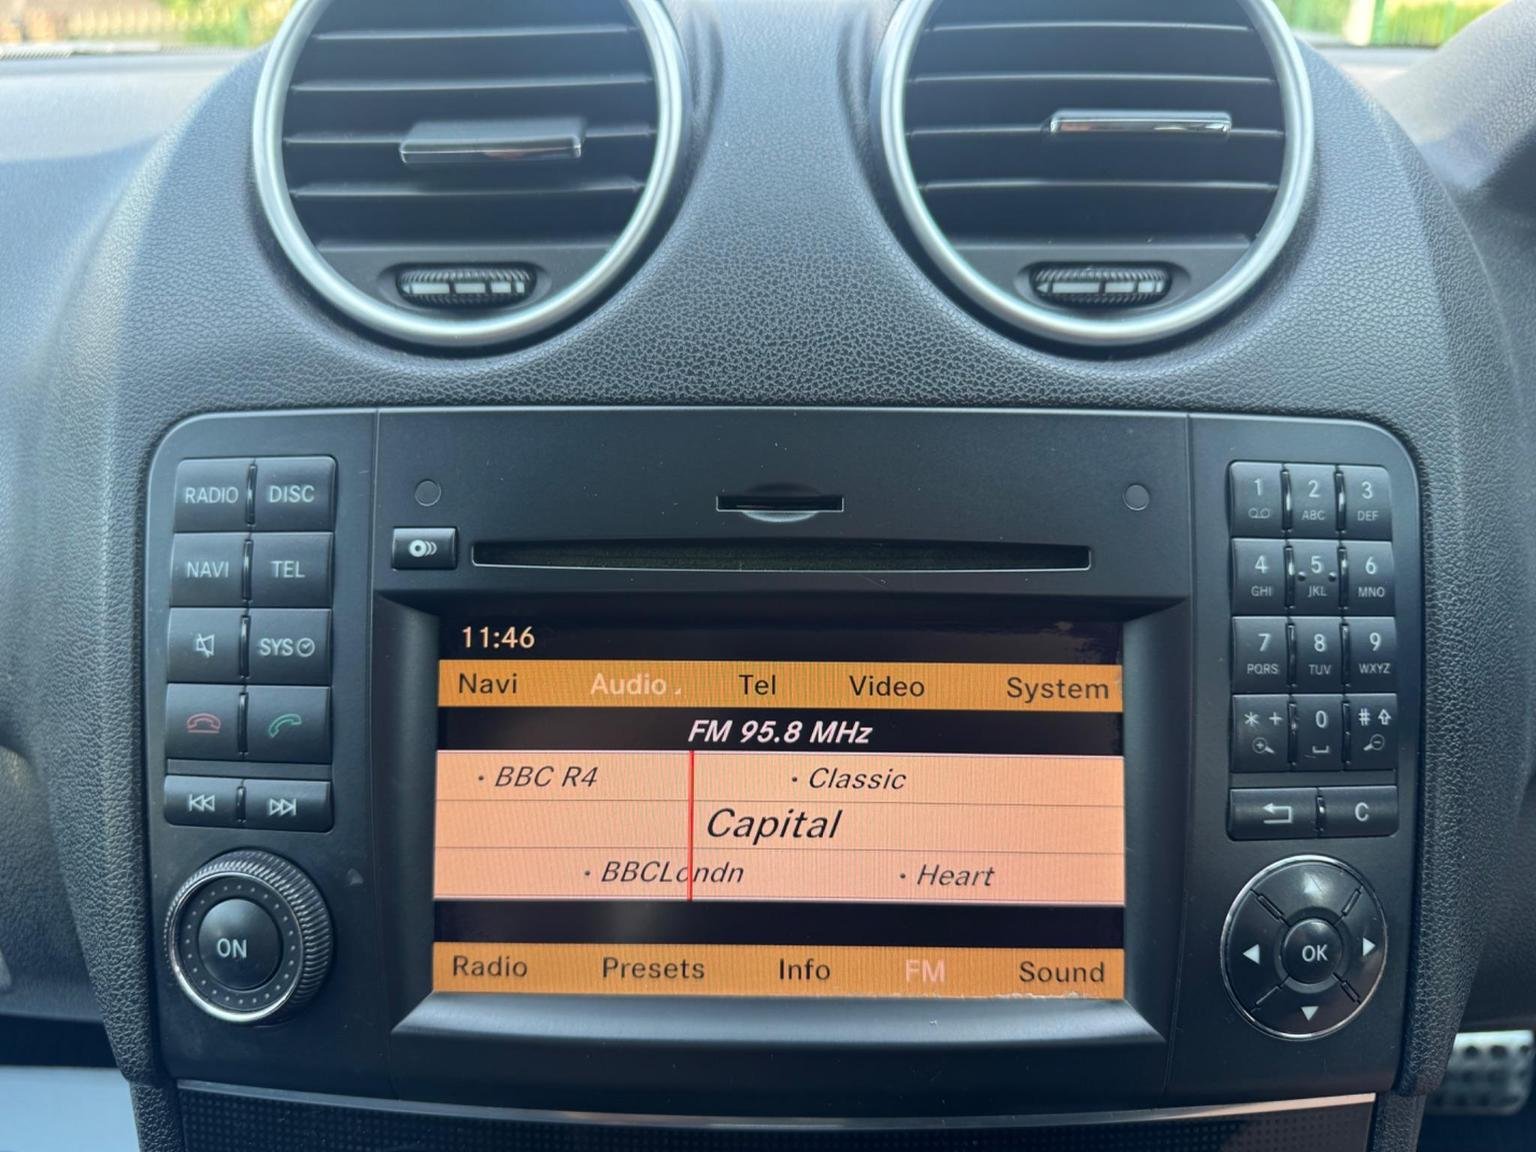 RADIO DISC
NAVI TEL
SYS
ON
11:46
Navi Audio Tel Video System
FM 95.8 MHz
• BBC R4 • Classic
Capital
• BBCLondn • Heart
Radio Presets Info FM Sound
1 2 3
ABC DEF
4 5 6
GHI JKL MNO
7 8 9
PQRS TUV WXYZ
* + 0 #
C
OK